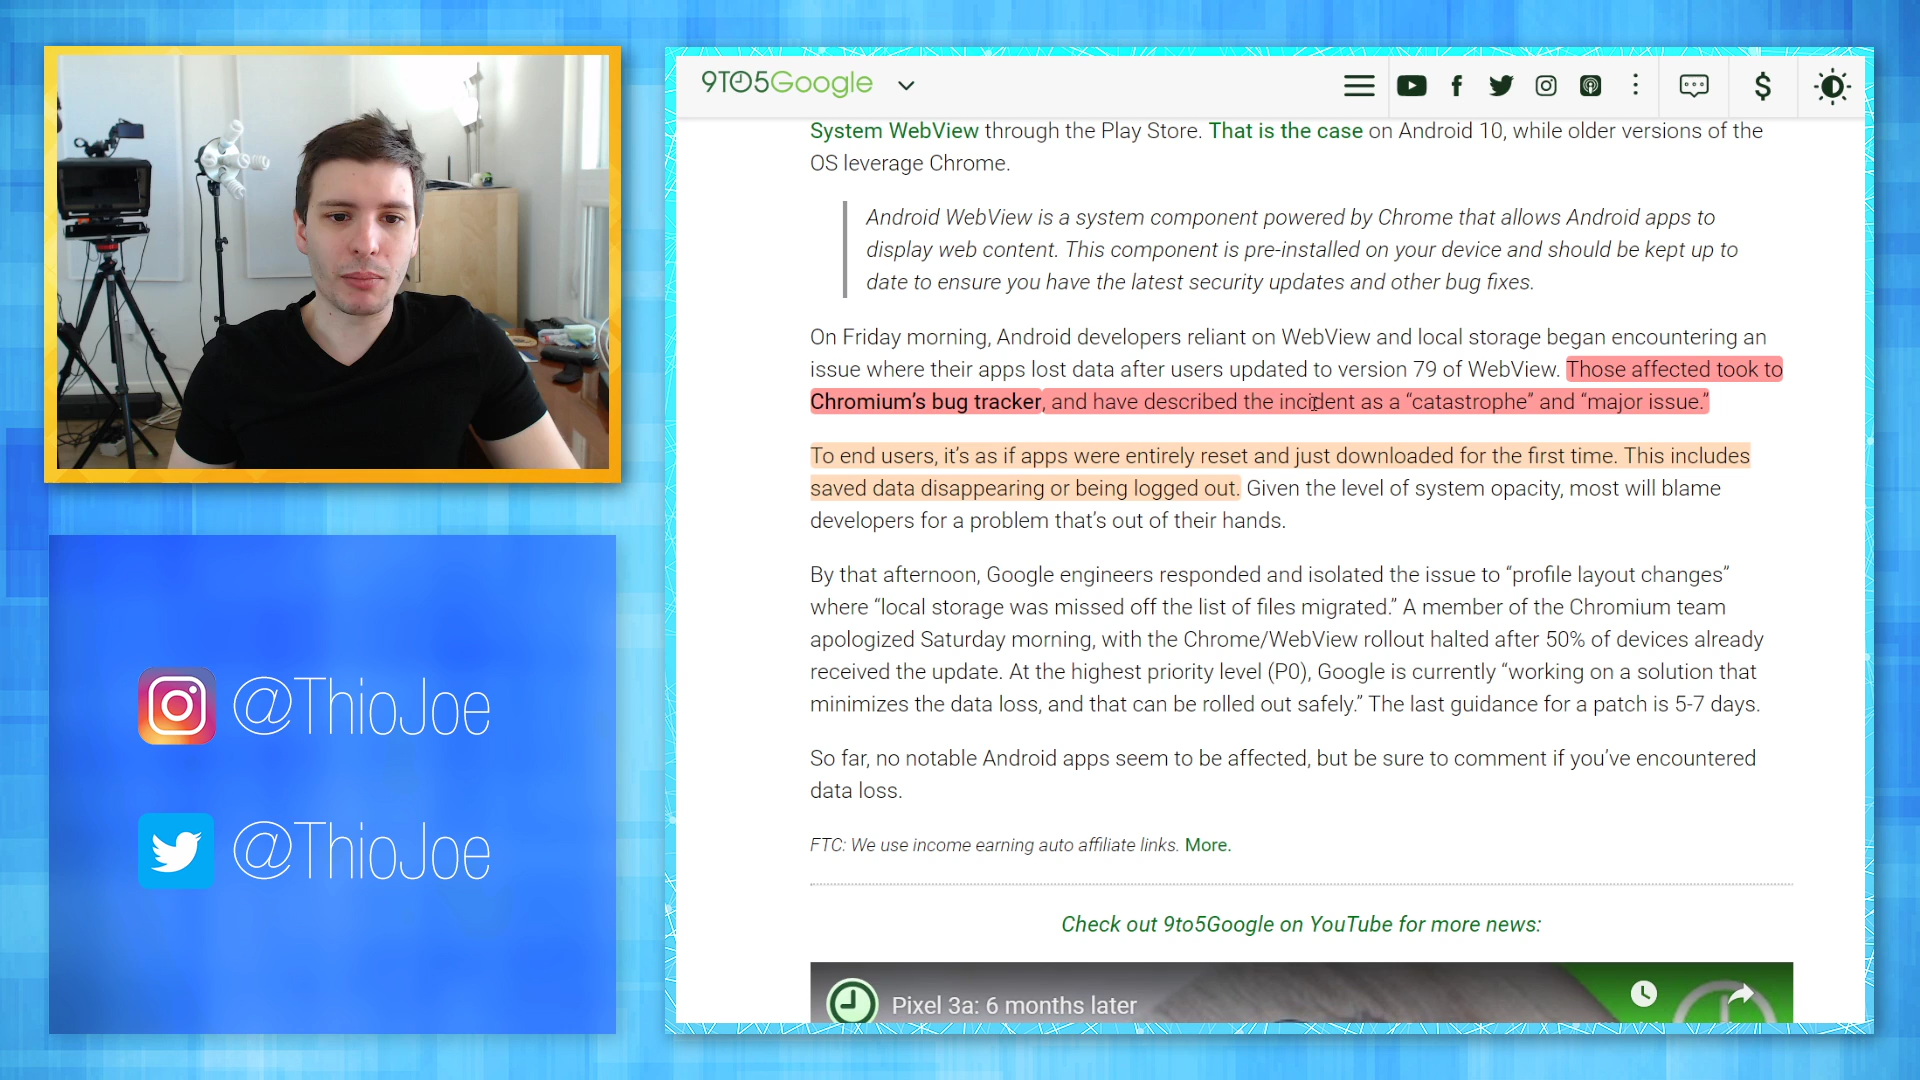 9TO5Google
System WebView through the Play Store. That is the case on Android 10, while older versions of the
OS leverage Chrome.
Android WebView is a system component powered by Chrome that allows Android apps to
display web content. This component is pre-installed on your device and should be kept up to
date to ensure you have the latest security updates and other bug fixes.
On Friday morning, Android developers reliant on WebView and local storage began encountering an
issue where their apps lost data after users updated to version 79 of WebView. Those affected took to
Chromium’s bug tracker, and have described the incident as a “catastrophe” and “major issue.”
To end users, it’s as if apps were entirely reset and just downloaded for the first time. This includes
saved data disappearing or being logged out. Given the level of system opacity, most will blame
developers for a problem that’s out of their hands.
By that afternoon, Google engineers responded and isolated the issue to “profile layout changes”
where “local storage was missed off the list of files migrated.” A member of the Chromium team
apologized Saturday morning, with the Chrome/WebView rollout halted after 50% of devices already
received the update. At the highest priority level (P0), Google is currently “working on a solution that
minimizes the data loss, and that can be rolled out safely.” The last guidance for a patch is 5-7 days.
So far, no notable Android apps seem to be affected, but be sure to comment if you’ve encountered
data loss.
FTC: We use income earning auto affiliate links. More.
Check out 9to5Google on YouTube for more news:
Pixel 3a: 6 months later
@ThioJoe
@ThioJoe